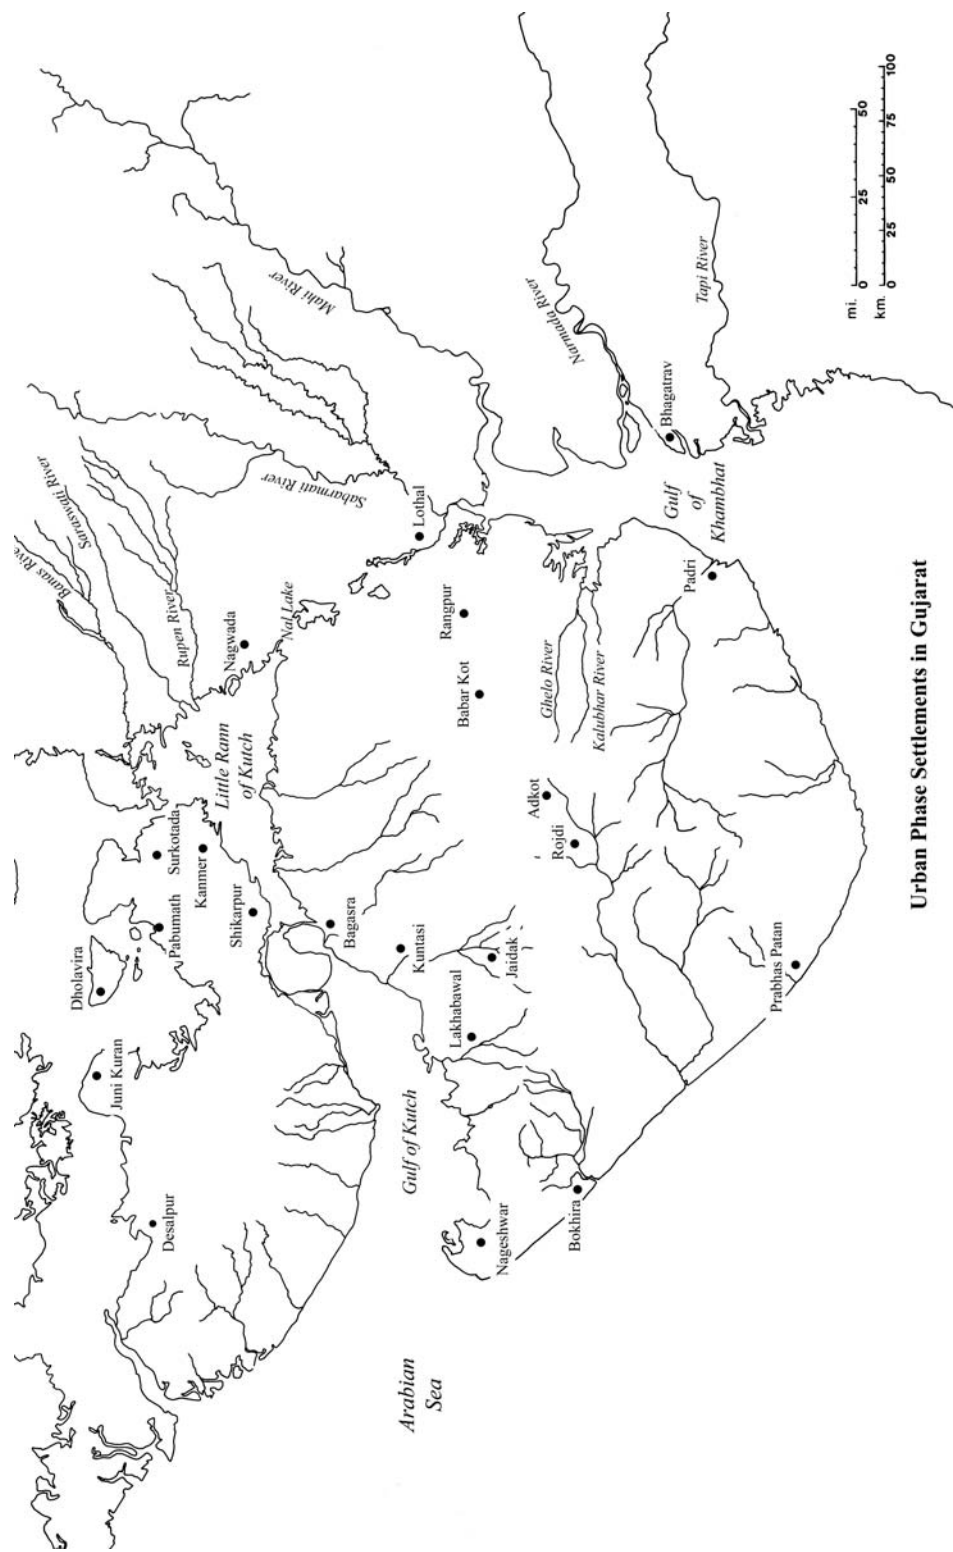 Banas Rive
Saraswati River
Dholavira
Juni Kuran
Pabumath
Surkotada
Desalpur
Kanmer
Rupen River
Shikarpur
Little Rann
of Kutch
Nagwada
Nal Lake
Sabarmati River
Mahi River
Bagasra
Gulf of Kutch
Kuntasi
Lothal
Arabian
Sea
Lakhabawal
Jaidak
Babar Kot
Rangpur
Nageshwar
Bokhira
Rojdi
Adkot
Ghelo River
Kalubhar River
Narmada River
Bhagatrav
Tapi River
Gulf
of
Khambhat
Padri
Prabhas Patan
mi. 0 25 50
km. 0 25 50 75 100
Urban Phase Settlements in Gujarat